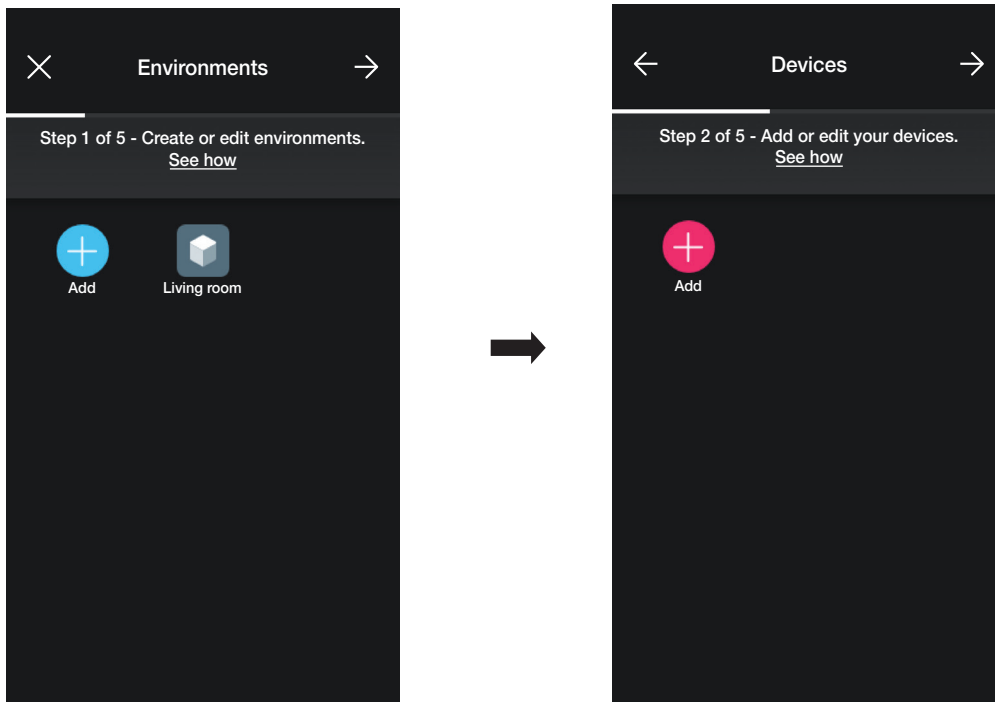 Environments
Step 1 of 5 - Create or edit environments.
See how
Add
Living room
Devices
Step 2 of 5 - Add or edit your devices.
See how
Add